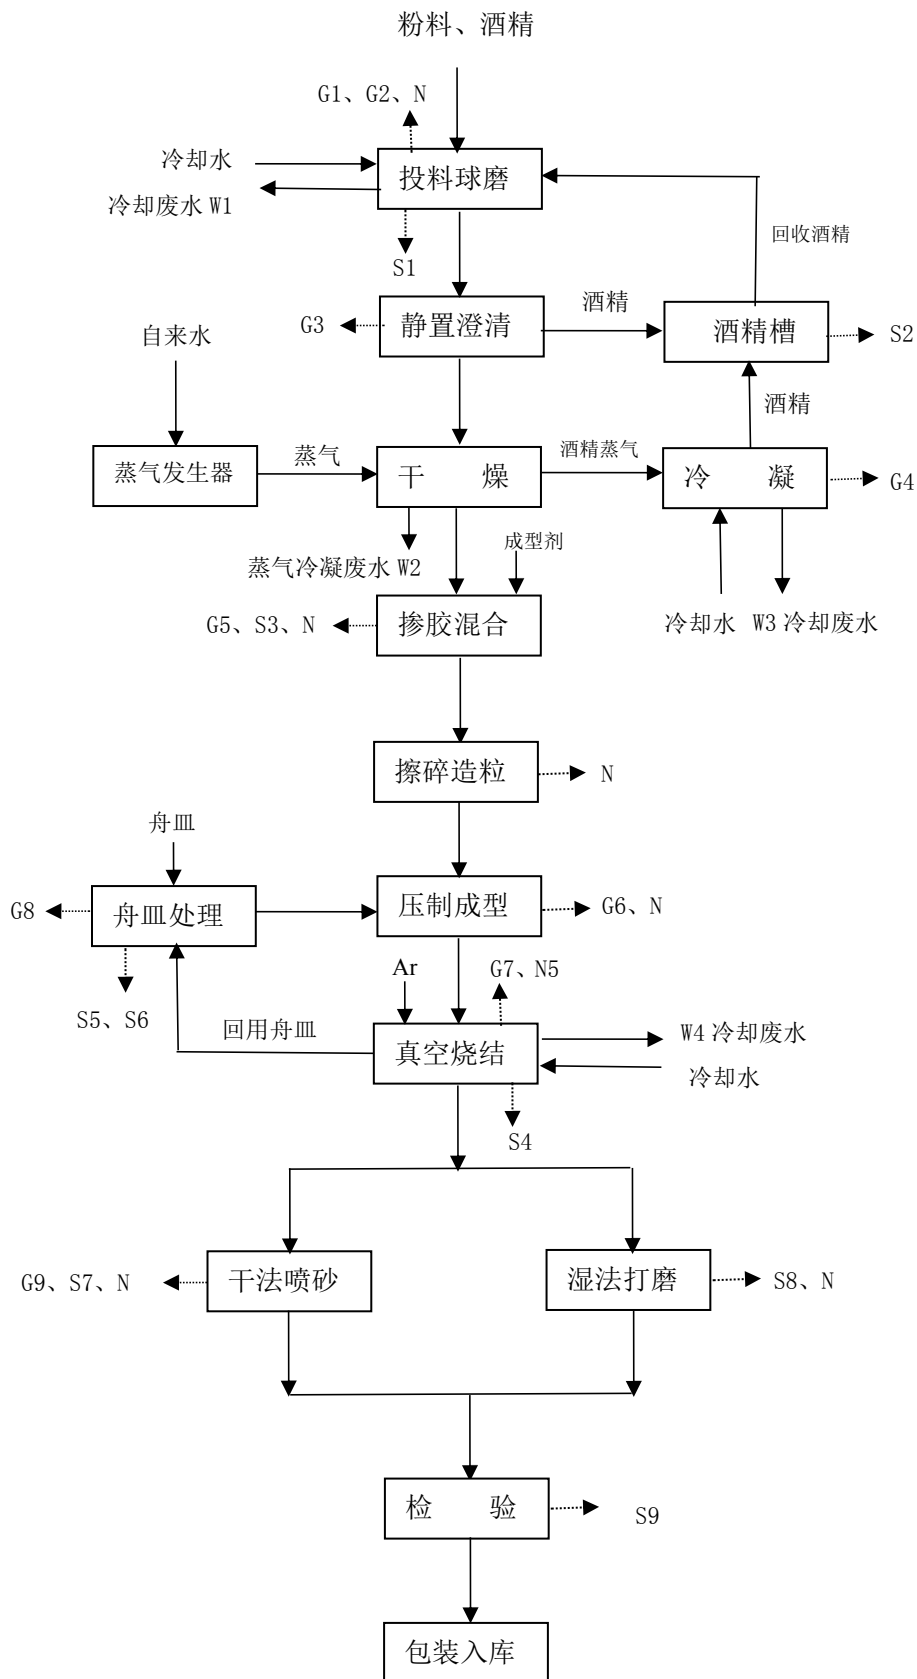 粉料、酒精
G1、G2、N
冷却水
投料球磨
冷却废水 W1
回收酒精
S1
酒精
G3
静置澄清
酒精槽
S2
自来水
酒精
蒸气
酒精蒸气
蒸气发生器
干 燥
冷 凝
G4
成型剂
蒸气冷凝废水 W2
G5、S3、N
掺胶混合
冷却水
W3 冷却废水
擦碎造粒
N
舟皿
G8
舟皿处理
压制成型
G6、N
Ar
G7、N5
S5、S6
回用舟皿
真空烧结
W4 冷却废水
冷却水
S4
G9、S7、N
干法喷砂
湿法打磨
S8、N
检 验
S9
包装入库